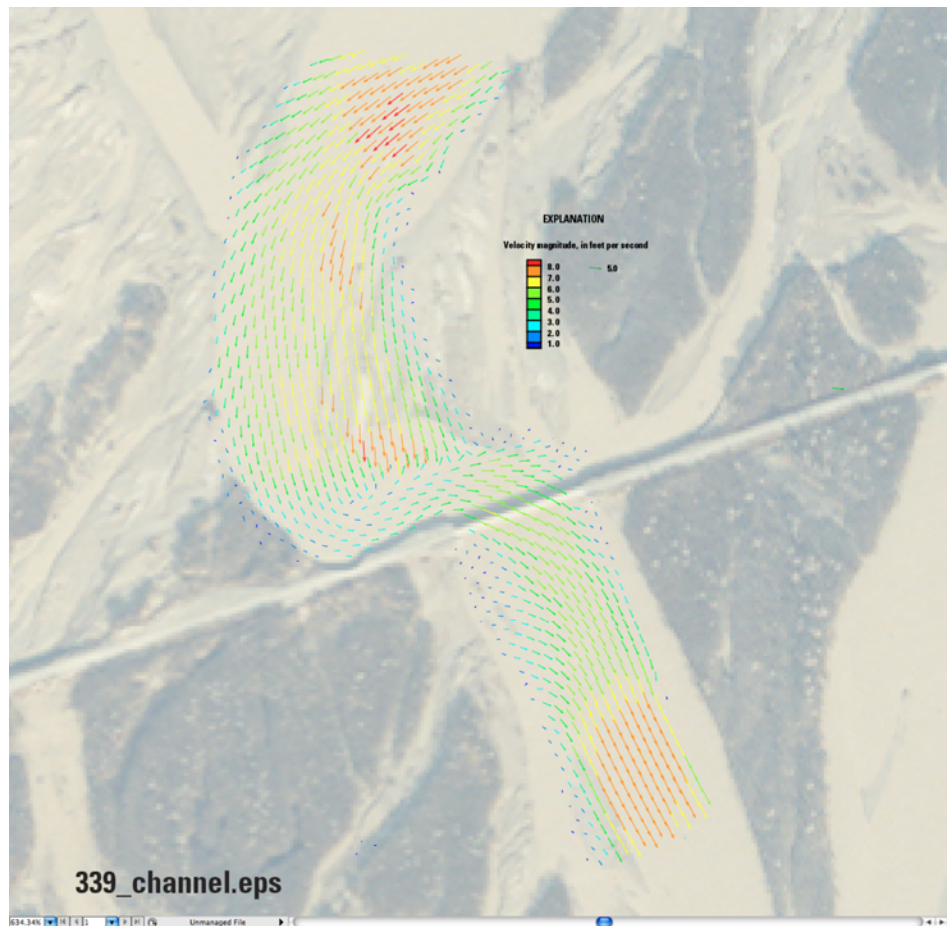 EXPLANATION
Velocity magnitude, in feet per second
8.0
7.0
6.0
5.0
4.0
3.0
2.0
1.0
5.0
339_channel.eps
634.34%
1
Unmanaged File